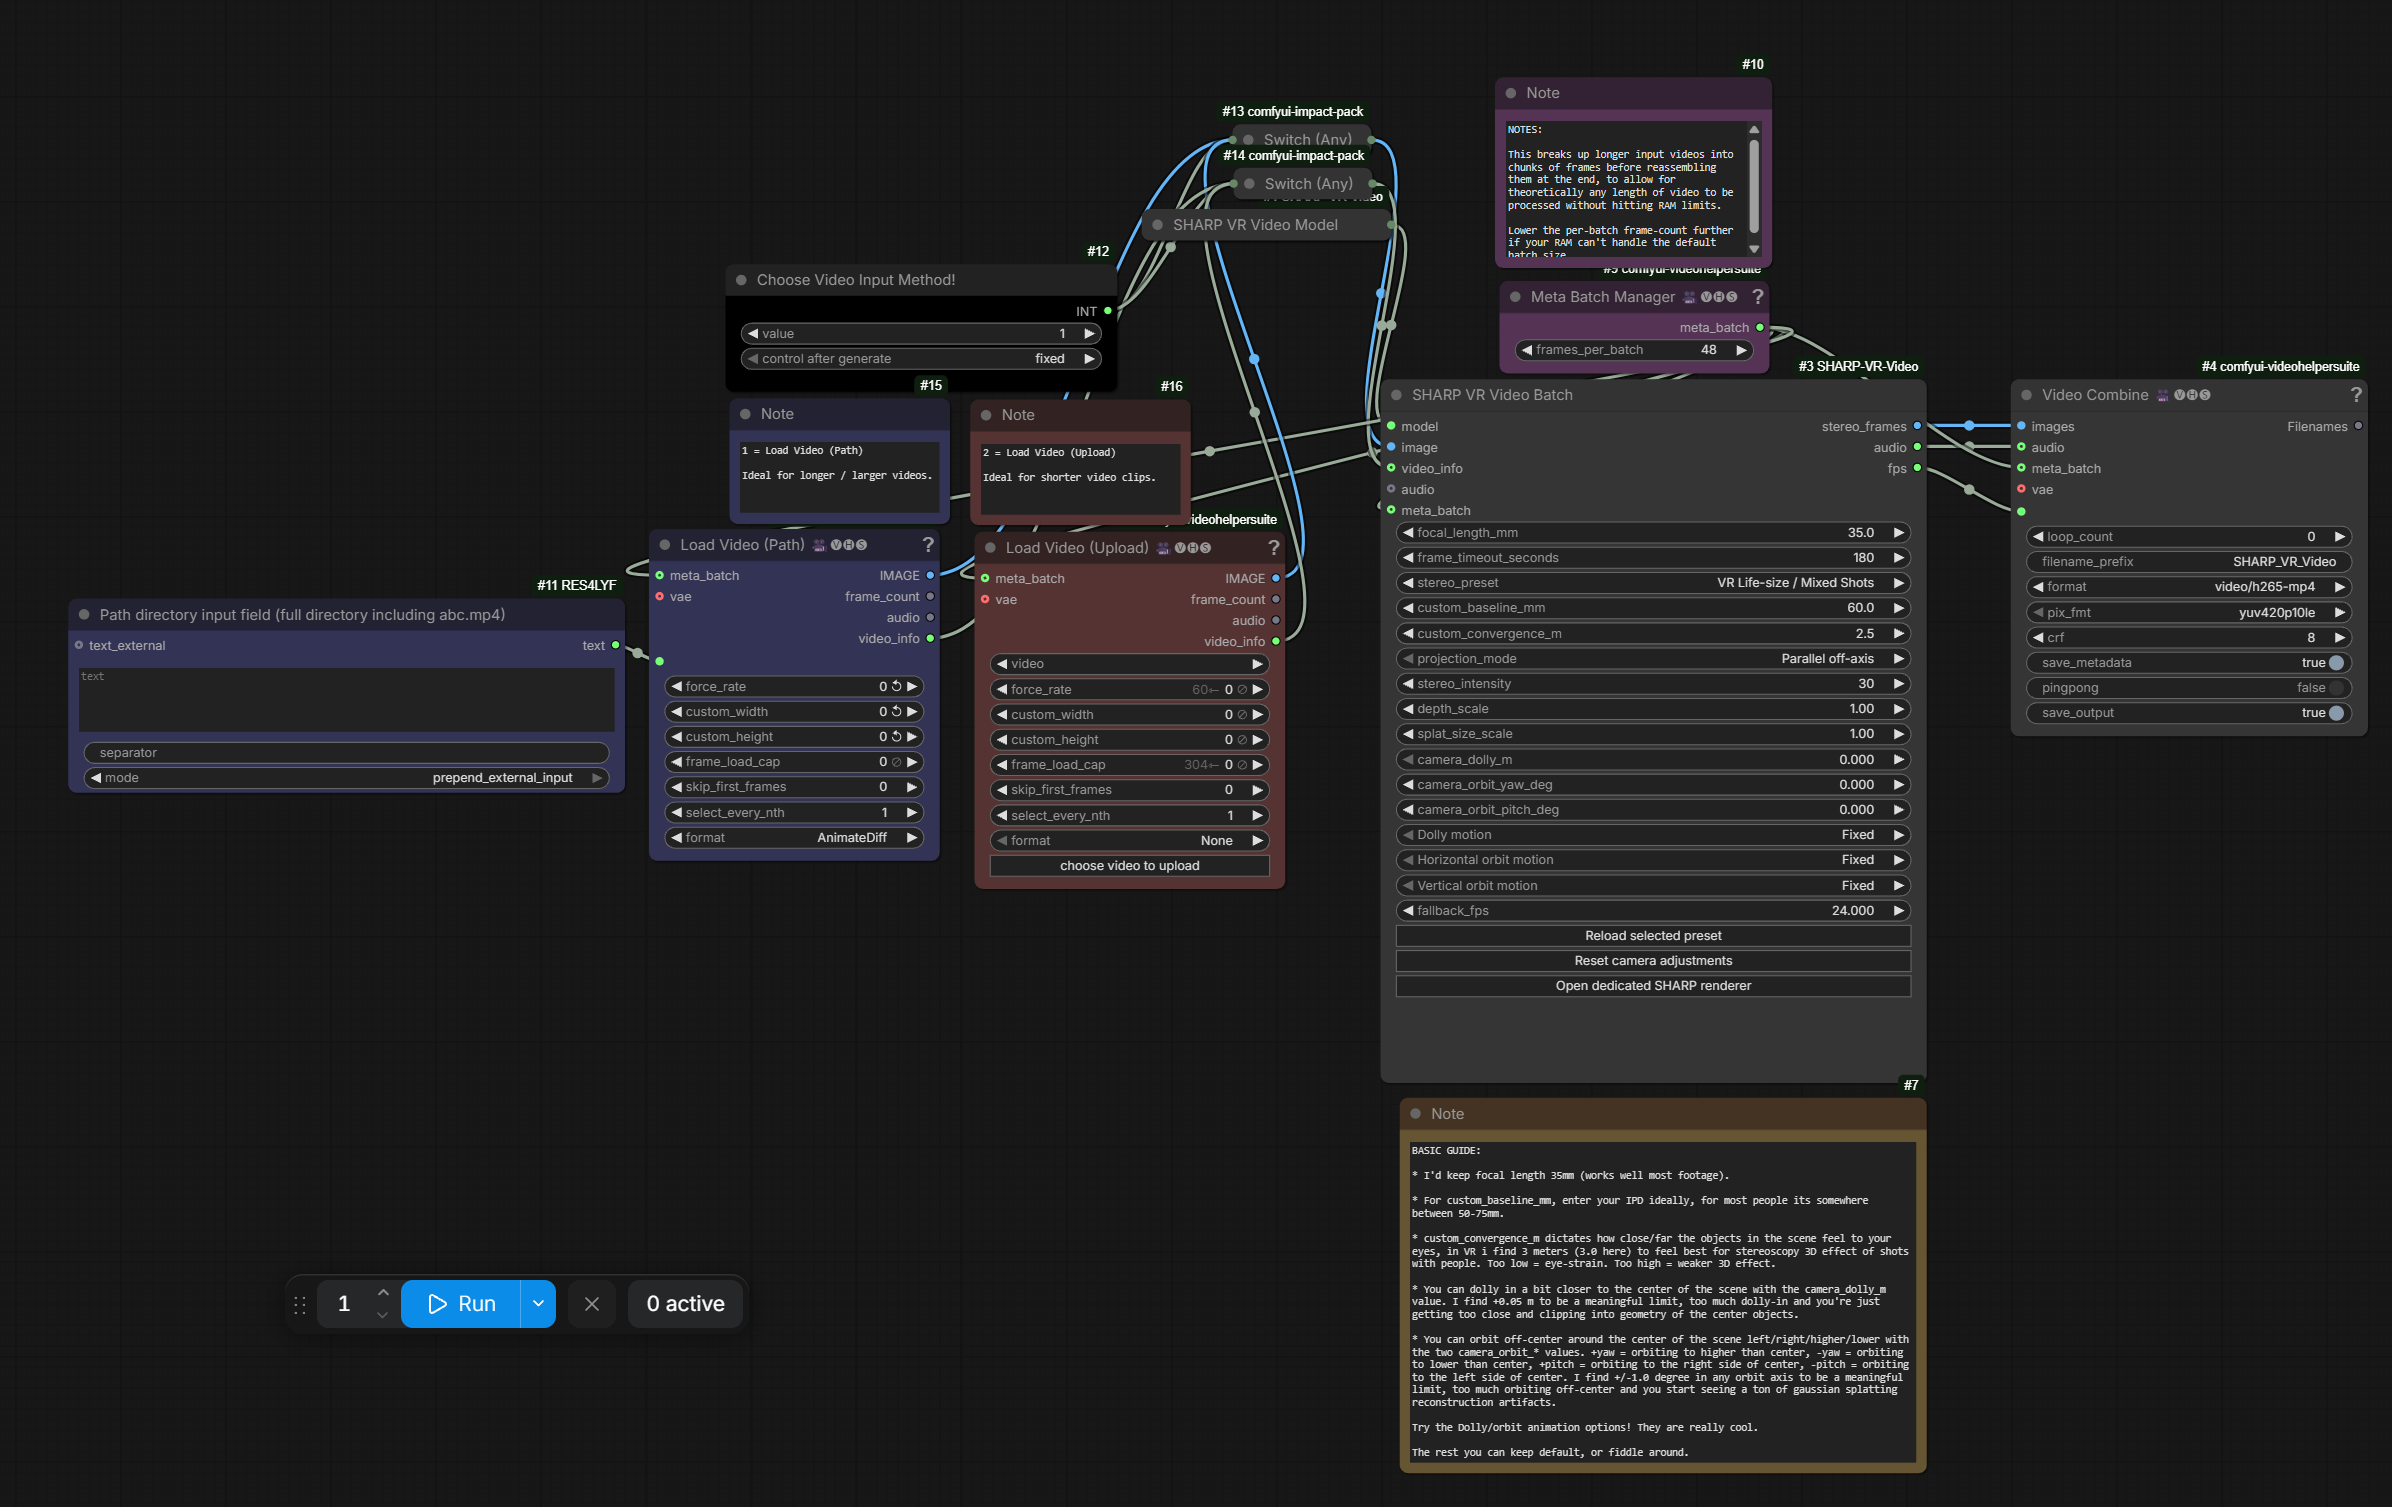 #10
Note
NOTES:
This breaks up longer input videos into
chunks of frames before reassembling
them at the end, to allow for
theoretically any length of video to be
processed without hitting RAM limits.
Lower the per-batch frame-count further
if your RAM can't handle the default
batch size
#13 comfyui-impact-pack
Switch (Any)
#14 comfyui-impact-pack
Switch (Any)
SHARP VR Video Model
#12
Choose Video Input Method!
INT
value 1
control after generate fixed
#15
Note
1 = Load Video (Path)
Ideal for longer / larger videos.
#16
Note
2 = Load Video (Upload)
Ideal for shorter video clips.
#9 comfyui-videohelpersuite
Meta Batch Manager VHS ?
meta_batch
frames_per_batch 48
#11 RES4LYF
Path directory input field (full directory including abc.mp4)
text_external text
text
separator
mode prepend_external_input
Load Video (Path) VHS ?
meta_batch IMAGE
vae frame_count
audio
video_info
force_rate 0
custom_width 0
custom_height 0
frame_load_cap 0
skip_first_frames 0
select_every_nth 1
format AnimateDiff
videohelpersuite
Load Video (Upload) VHS ?
meta_batch IMAGE
vae frame_count
audio
video_info
video
force_rate 60← 0
custom_width 0
custom_height 0
frame_load_cap 304← 0
skip_first_frames 0
select_every_nth 1
format None
choose video to upload
#3 SHARP-VR-Video
SHARP VR Video Batch
model stereo_frames
image audio
video_info fps
audio
meta_batch
focal_length_mm 35.0
frame_timeout_seconds 180
stereo_preset VR Life-size / Mixed Shots
custom_baseline_mm 60.0
custom_convergence_m 2.5
projection_mode Parallel off-axis
stereo_intensity 30
depth_scale 1.00
splat_size_scale 1.00
camera_dolly_m 0.000
camera_orbit_yaw_deg 0.000
camera_orbit_pitch_deg 0.000
Dolly motion Fixed
Horizontal orbit motion Fixed
Vertical orbit motion Fixed
fallback_fps 24.000
Reload selected preset
Reset camera adjustments
Open dedicated SHARP renderer
#4 comfyui-videohelpersuite
Video Combine VHS ?
images Filenames
audio
meta_batch
vae
loop_count 0
filename_prefix SHARP_VR_Video
format video/h265-mp4
pix_fmt yuv420p10le
crf 8
save_metadata true
pingpong false
save_output true
#7
Note
BASIC GUIDE:
* I'd keep focal length 35mm (works well most footage).
* For custom_baseline_mm, enter your IPD ideally, for most people its somewhere
between 50-75mm.
* custom_convergence_m dictates how close/far the objects in the scene feel to your
eyes, in VR i find 3 meters (3.0 here) to feel best for stereoscopy 3D effect of shots
with people. Too low = eye-strain. Too high = weaker 3D effect.
* You can dolly in a bit closer to the center of the scene with the camera_dolly_m
value. I find +0.05 m to be a meaningful limit, too much dolly-in and you're just
getting too close and clipping into geometry of the center objects.
* You can orbit off-center around the center of the scene left/right/higher/lower with
the two camera_orbit_* values. +yaw = orbiting to higher than center, -yaw = orbiting
to lower than center, +pitch = orbiting to the right side of center, -pitch = orbiting
to the left side of center. I find +/-1.0 degree in any orbit axis to be a meaningful
limit, too much orbiting off-center and you start seeing a ton of gaussian splatting
reconstruction artifacts.
Try the Dolly/orbit animation options! They are really cool.
The rest you can keep default, or fiddle around.
1
Run
0 active